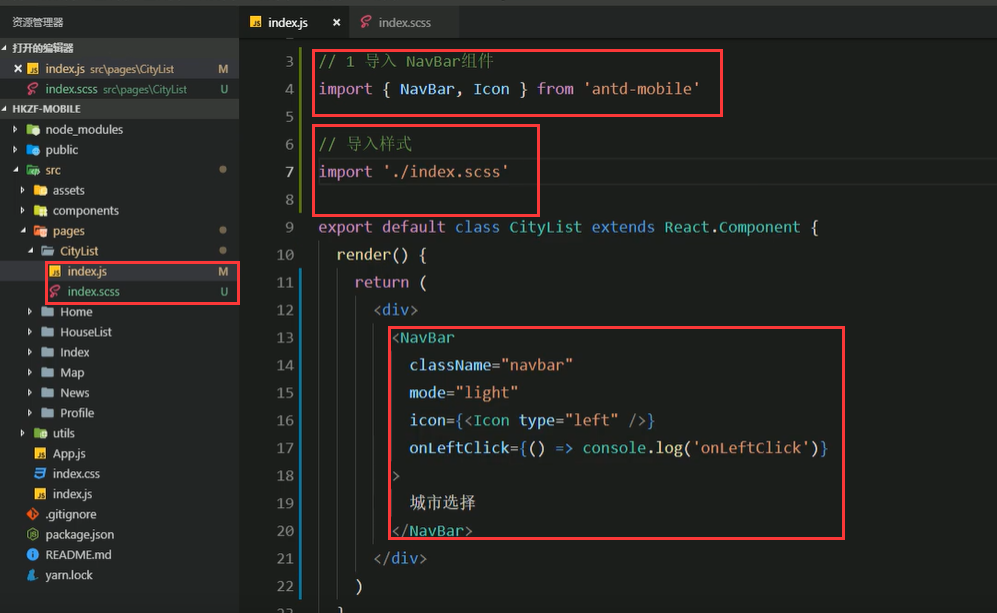 资源管理器
打开的编辑器
index.js src\pages\CityList M
index.scss src\pages\CityList U
HKZF-MOBILE
node_modules
public
src
assets
components
pages
CityList
index.js M
index.scss U
Home
HouseList
Index
Map
News
Profile
utils
App.js
index.css
index.js
.gitignore
package.json
README.md
yarn.lock
index.js ×
index.scss
3 // 1 导入 NavBar组件
4 import { NavBar, Icon } from 'antd-mobile'
5
6 // 导入样式
7 import './index.scss'
8
9 export default class CityList extends React.Component {
10 render() {
11 return (
12 <div>
13 <NavBar
14 className="navbar"
15 mode="light"
16 icon={<Icon type="left" />}
17 onLeftClick={() => console.log('onLeftClick')}
18 >
19 城市选择
20 </NavBar>
21 </div>
22 )
23 }